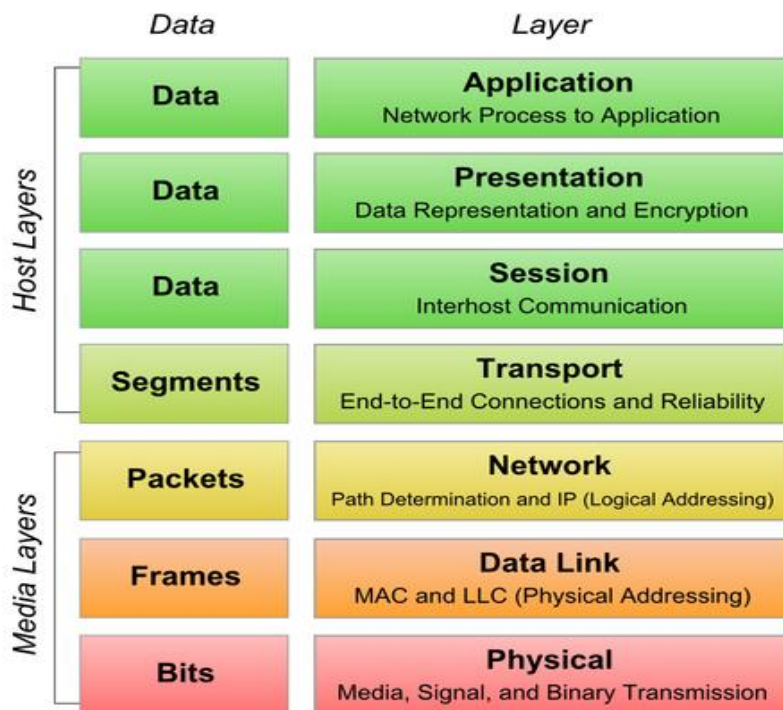 Data
Layer
Host Layers
Data
Application
Network Process to Application
Data
Presentation
Data Representation and Encryption
Data
Session
Interhost Communication
Segments
Transport
End-to-End Connections and Reliability
Media Layers
Packets
Network
Path Determination and IP (Logical Addressing)
Frames
Data Link
MAC and LLC (Physical Addressing)
Bits
Physical
Media, Signal, and Binary Transmission